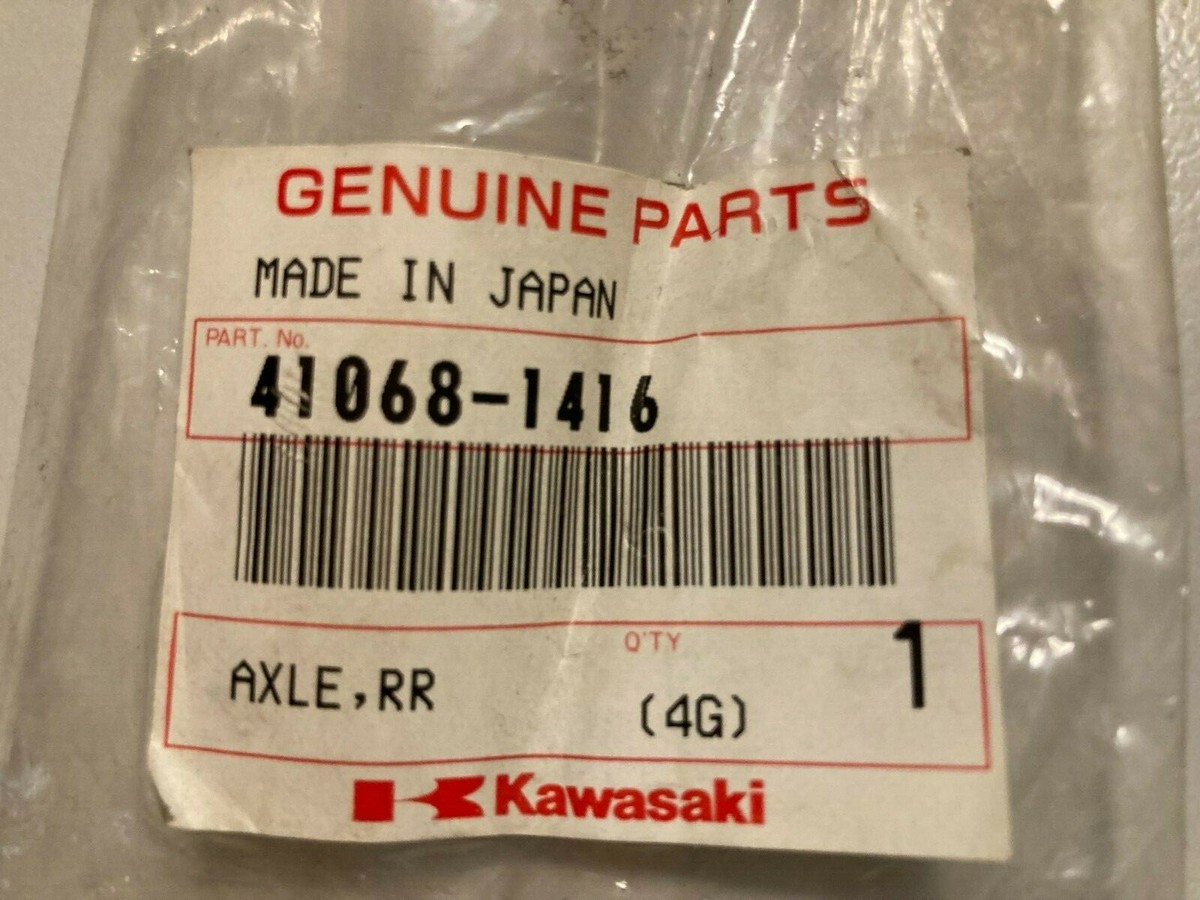 GENUINE PARTS
MADE IN JAPAN
PART. No.
41068-1416
Q'TY
1
AXLE,RR
(4G)
Kawasaki